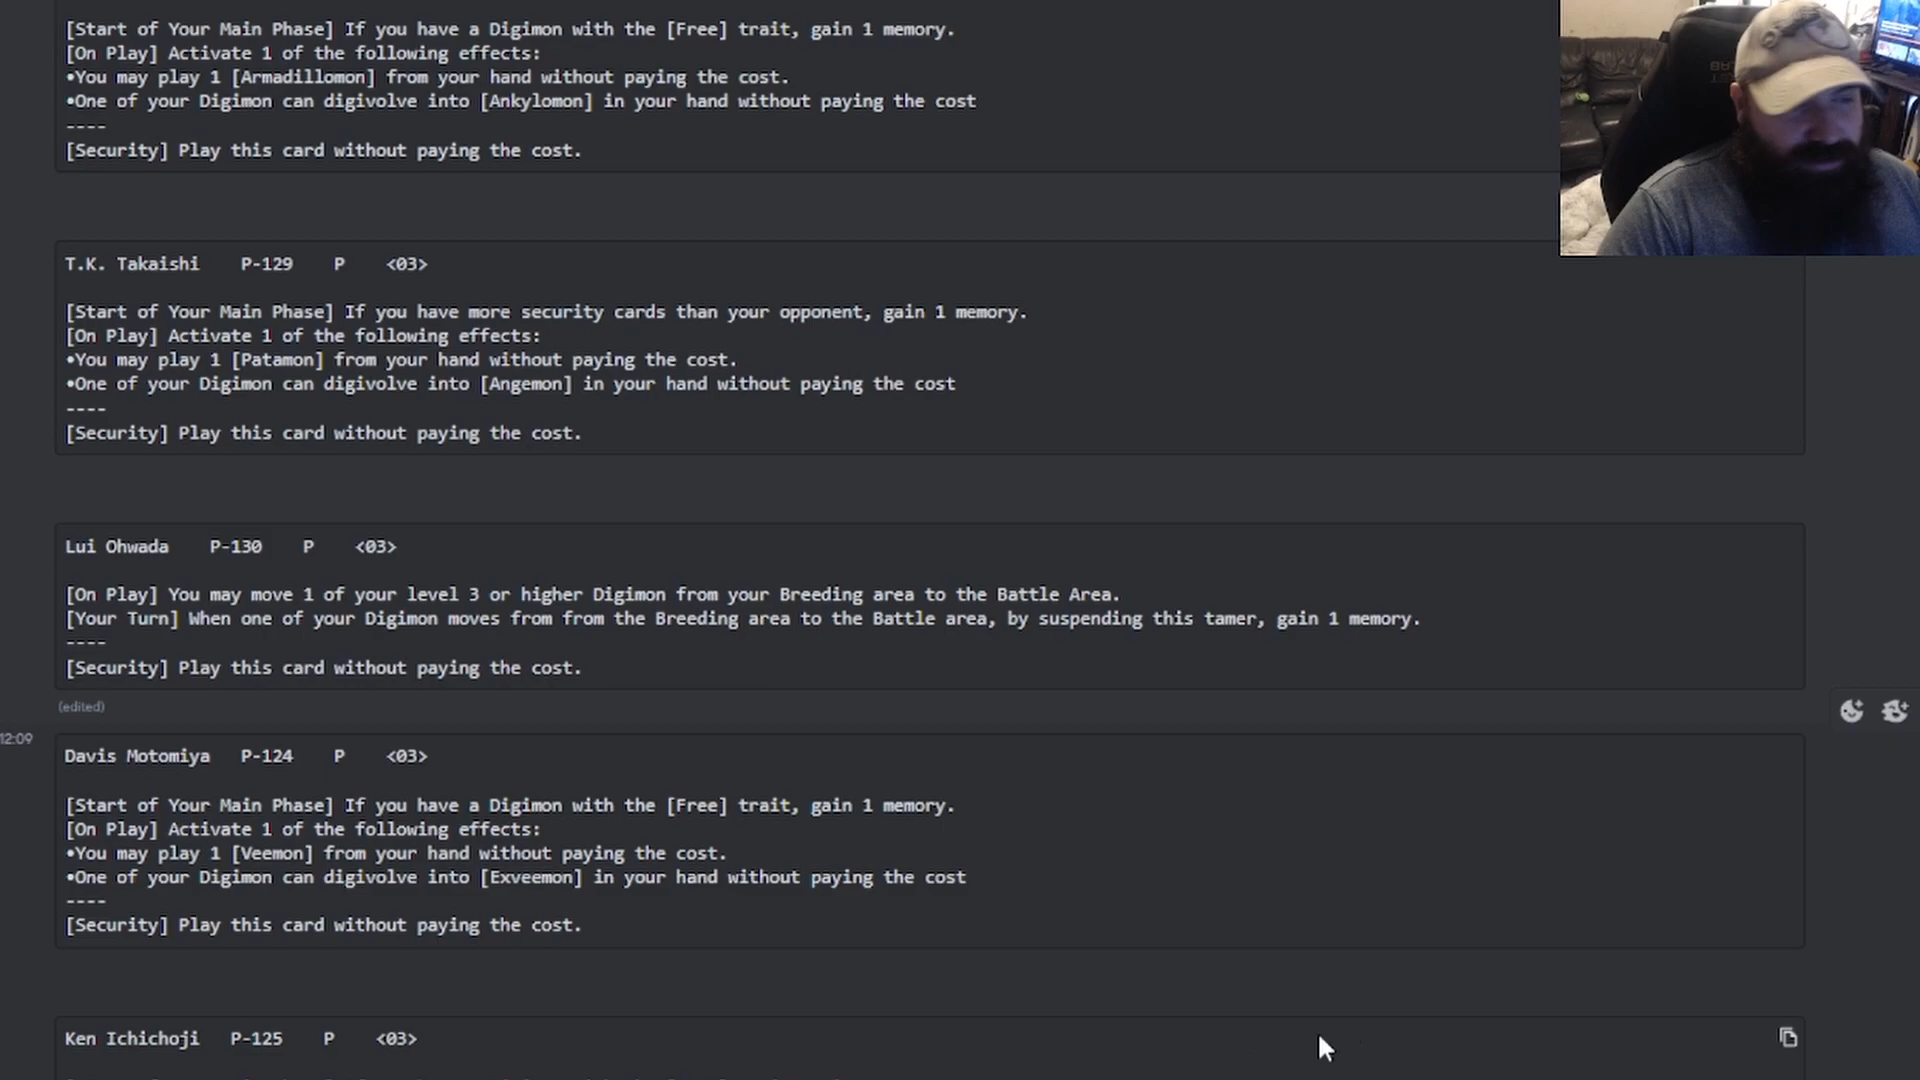 [Start of Your Main Phase] If you have a Digimon with the [Free] trait, gain 1 memory.
[On Play] Activate 1 of the following effects:
•You may play 1 [Armadillomon] from your hand without paying the cost.
•One of your Digimon can digivolve into [Ankylomon] in your hand without paying the cost
----
[Security] Play this card without paying the cost.
T.K. Takaishi P-129 P <03>
[Start of Your Main Phase] If you have more security cards than your opponent, gain 1 memory.
[On Play] Activate 1 of the following effects:
•You may play 1 [Patamon] from your hand without paying the cost.
•One of your Digimon can digivolve into [Angemon] in your hand without paying the cost
----
[Security] Play this card without paying the cost.
Lui Ohwada P-130 P <03>
[On Play] You may move 1 of your level 3 or higher Digimon from your Breeding area to the Battle Area.
[Your Turn] When one of your Digimon moves from from the Breeding area to the Battle area, by suspending this tamer, gain 1 memory.
----
[Security] Play this card without paying the cost.
(edited)
12:09
Davis Motomiya P-124 P <03>
[Start of Your Main Phase] If you have a Digimon with the [Free] trait, gain 1 memory.
[On Play] Activate 1 of the following effects:
•You may play 1 [Veemon] from your hand without paying the cost.
•One of your Digimon can digivolve into [Exveemon] in your hand without paying the cost
----
[Security] Play this card without paying the cost.
Ken Ichichoji P-125 P <03>